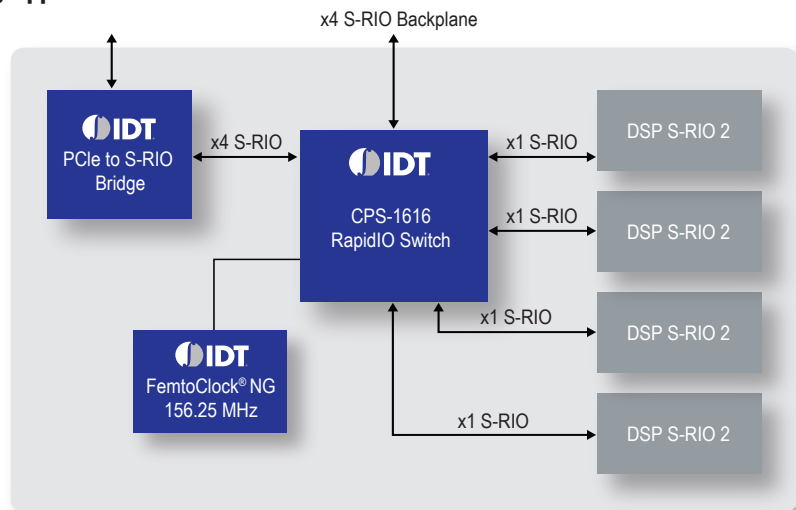 x4 S-RIO Backplane
IDT
PCIe to S-RIO
Bridge
x4 S-RIO
IDT
CPS-1616
RapidIO Switch
x1 S-RIO
DSP S-RIO 2
x1 S-RIO
DSP S-RIO 2
x1 S-RIO
DSP S-RIO 2
x1 S-RIO
DSP S-RIO 2
IDT
FemtoClock® NG
156.25 MHz